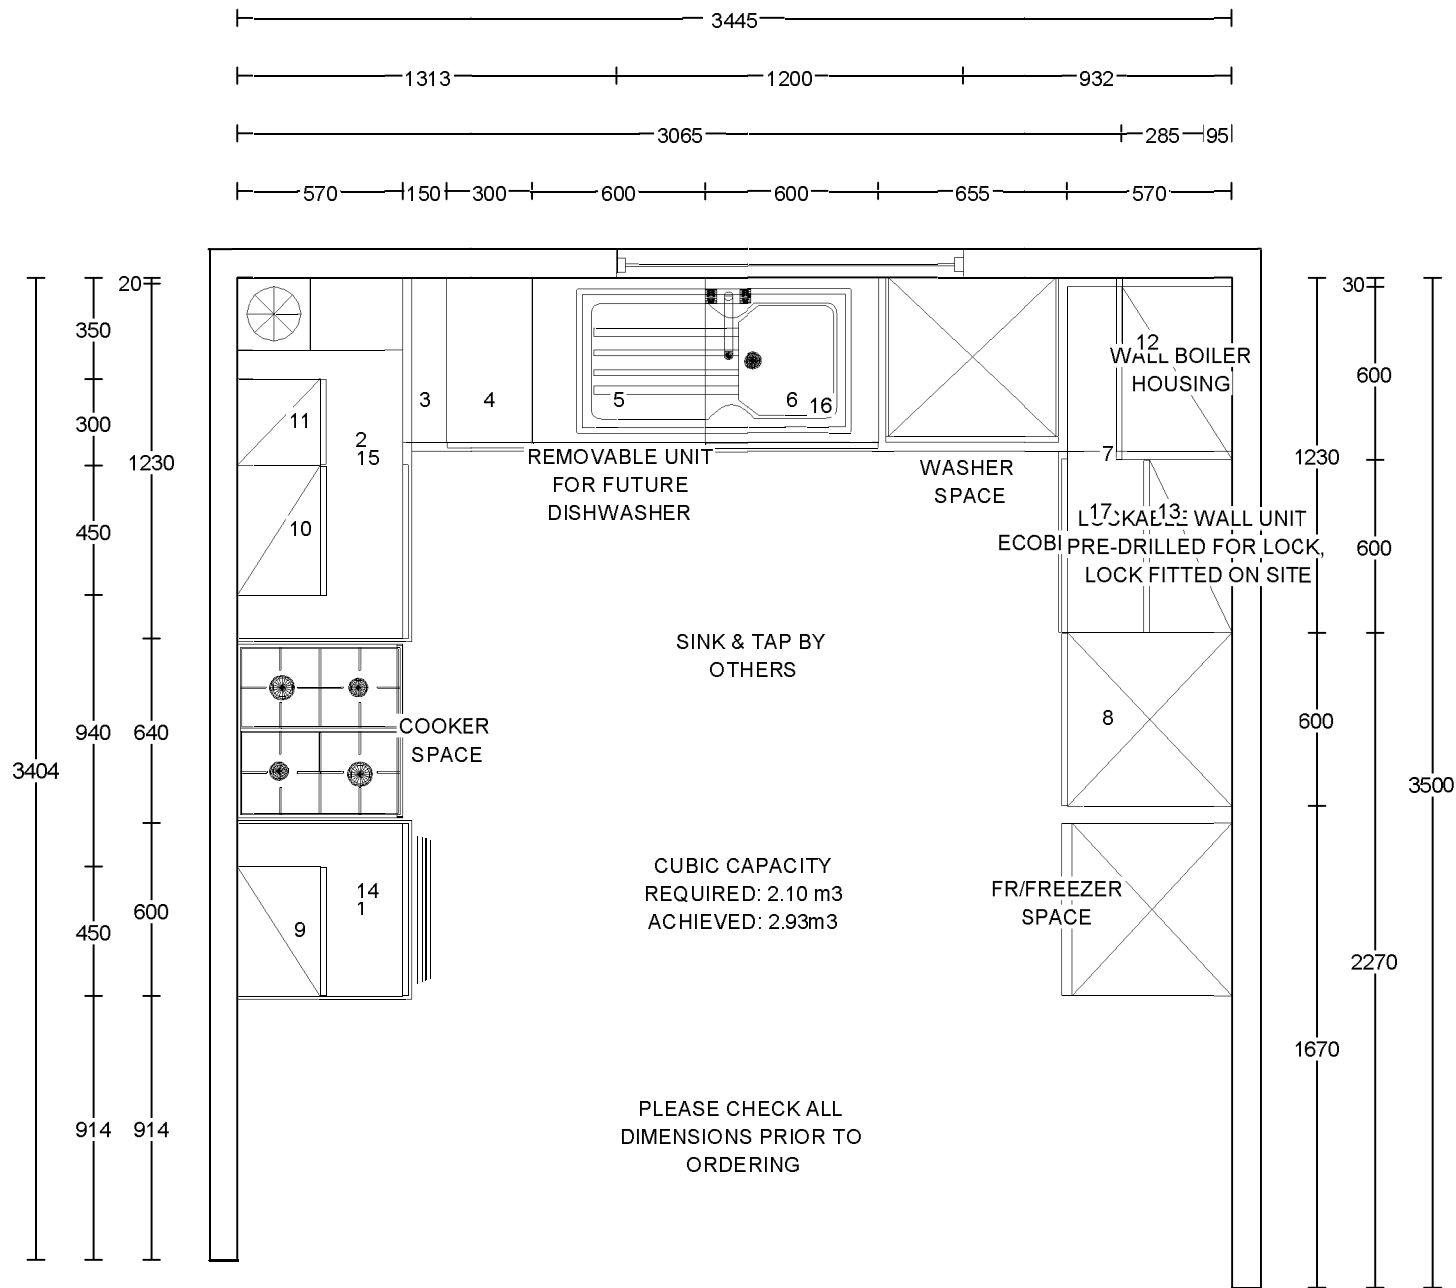 3445
1313 1200 932
3065 285 95
570 150 300 600 600 655 570
20
30
350
300
450
940
450
914
1230
640
600
914
3404
11
2
15
10
3
4
5
6
16
12
WALL BOILER
HOUSING
7
REMOVABLE UNIT
FOR FUTURE
DISHWASHER
WASHER
SPACE
17
13
WALL UNIT
ECOBI
PRE-DRILLED FOR LOCK,
LOCK FITTED ON SITE
SINK & TAP BY
OTHERS
COOKER
SPACE
8
CUBIC CAPACITY
REQUIRED: 2.10 m3
ACHIEVED: 2.93m3
FR/FREEZER
SPACE
14
1
9
PLEASE CHECK ALL
DIMENSIONS PRIOR TO
ORDERING
1230
600
1670
600
600
2270
3500